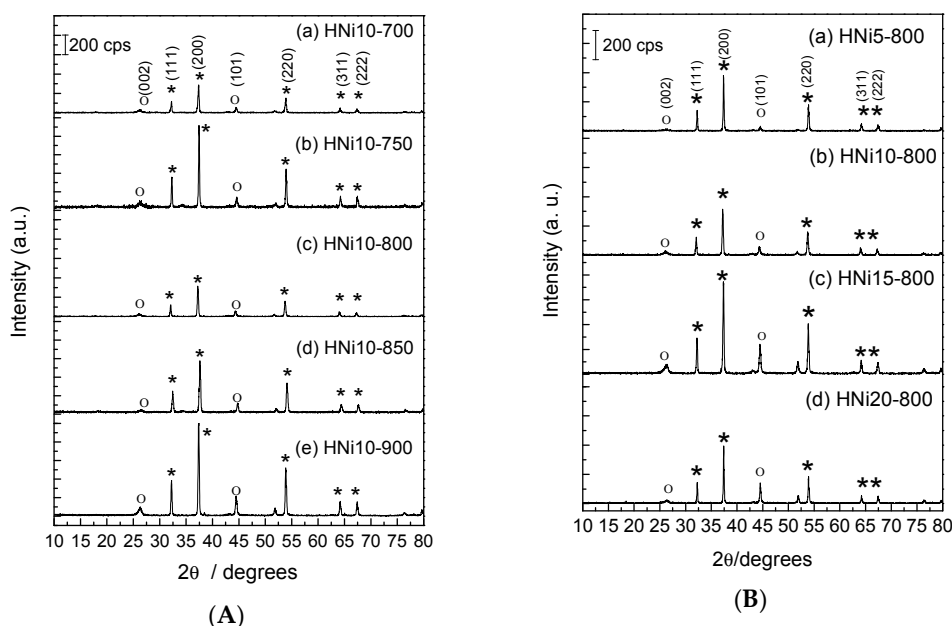 200 cps
(a) HNi10-700
O (002)
* (111)
* (200)
O (101)
* (220)
* (311)
* (222)
(b) HNi10-750
O * * O * * *
(c) HNi10-800
O * * O * * *
(d) HNi10-850
O * * O * * *
(e) HNi10-900
O * * O * * *
Intensity (a.u.)
10 15 20 25 30 35 40 45 50 55 60 65 70 75 80
2θ / degrees
(A)
200 cps
(a) HNi5-800
O (002)
* (111)
* (200)
O (101)
* (220)
* (311)
* (222)
(b) HNi10-800
O * * O * **
(c) HNi15-800
O * * O * **
(d) HNi20-800
O * * O * **
Intensity (a. u.)
10 15 20 25 30 35 40 45 50 55 60 65 70 75 80
2θ/degrees
(B)